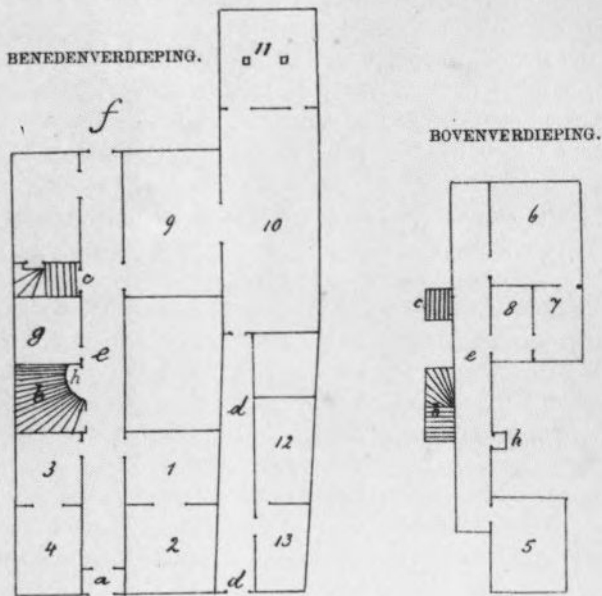 BENEDENVERDIEPING.
11
f
9
10
c
g
e
h
b
d
12
3
1
4
2
13
a
d
BOVENVERDIEPING.
6
c
8
7
e
b
h
5